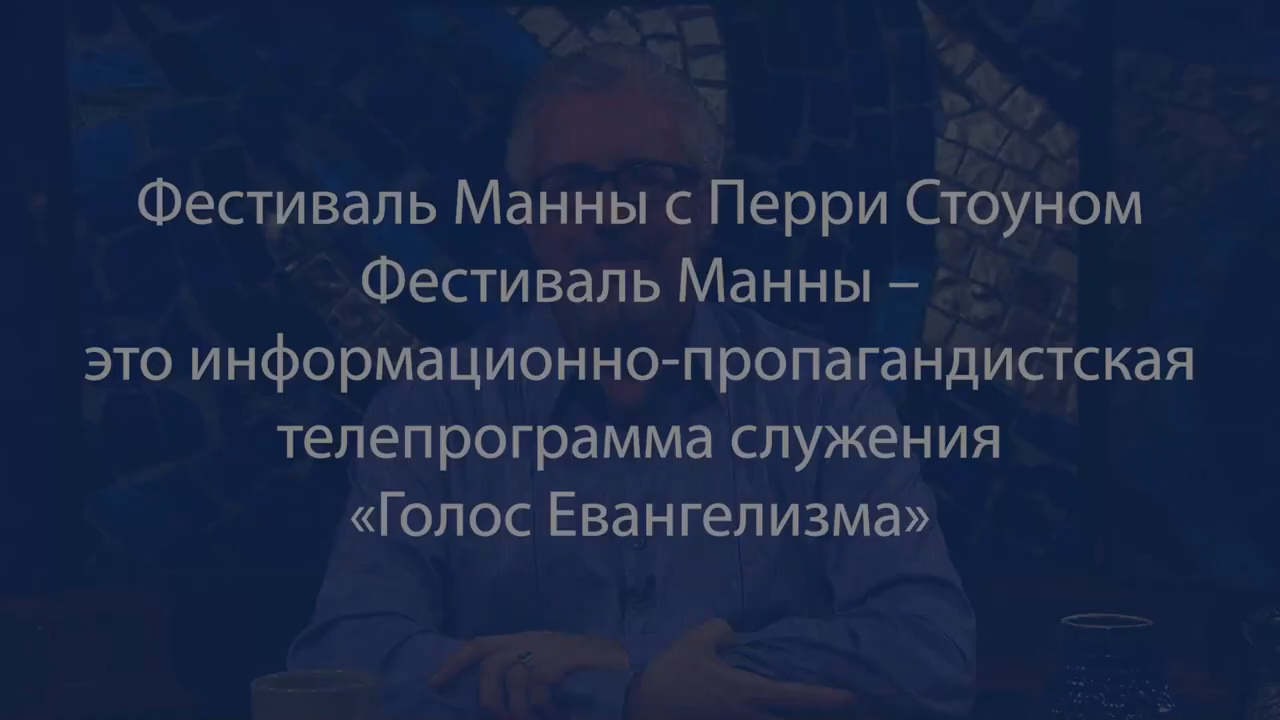 Фестиваль Манны с Перри Стоуном
Фестиваль Манны –
это информационно-пропагандистская
телепрограмма служения
«Голос Евангелизма»